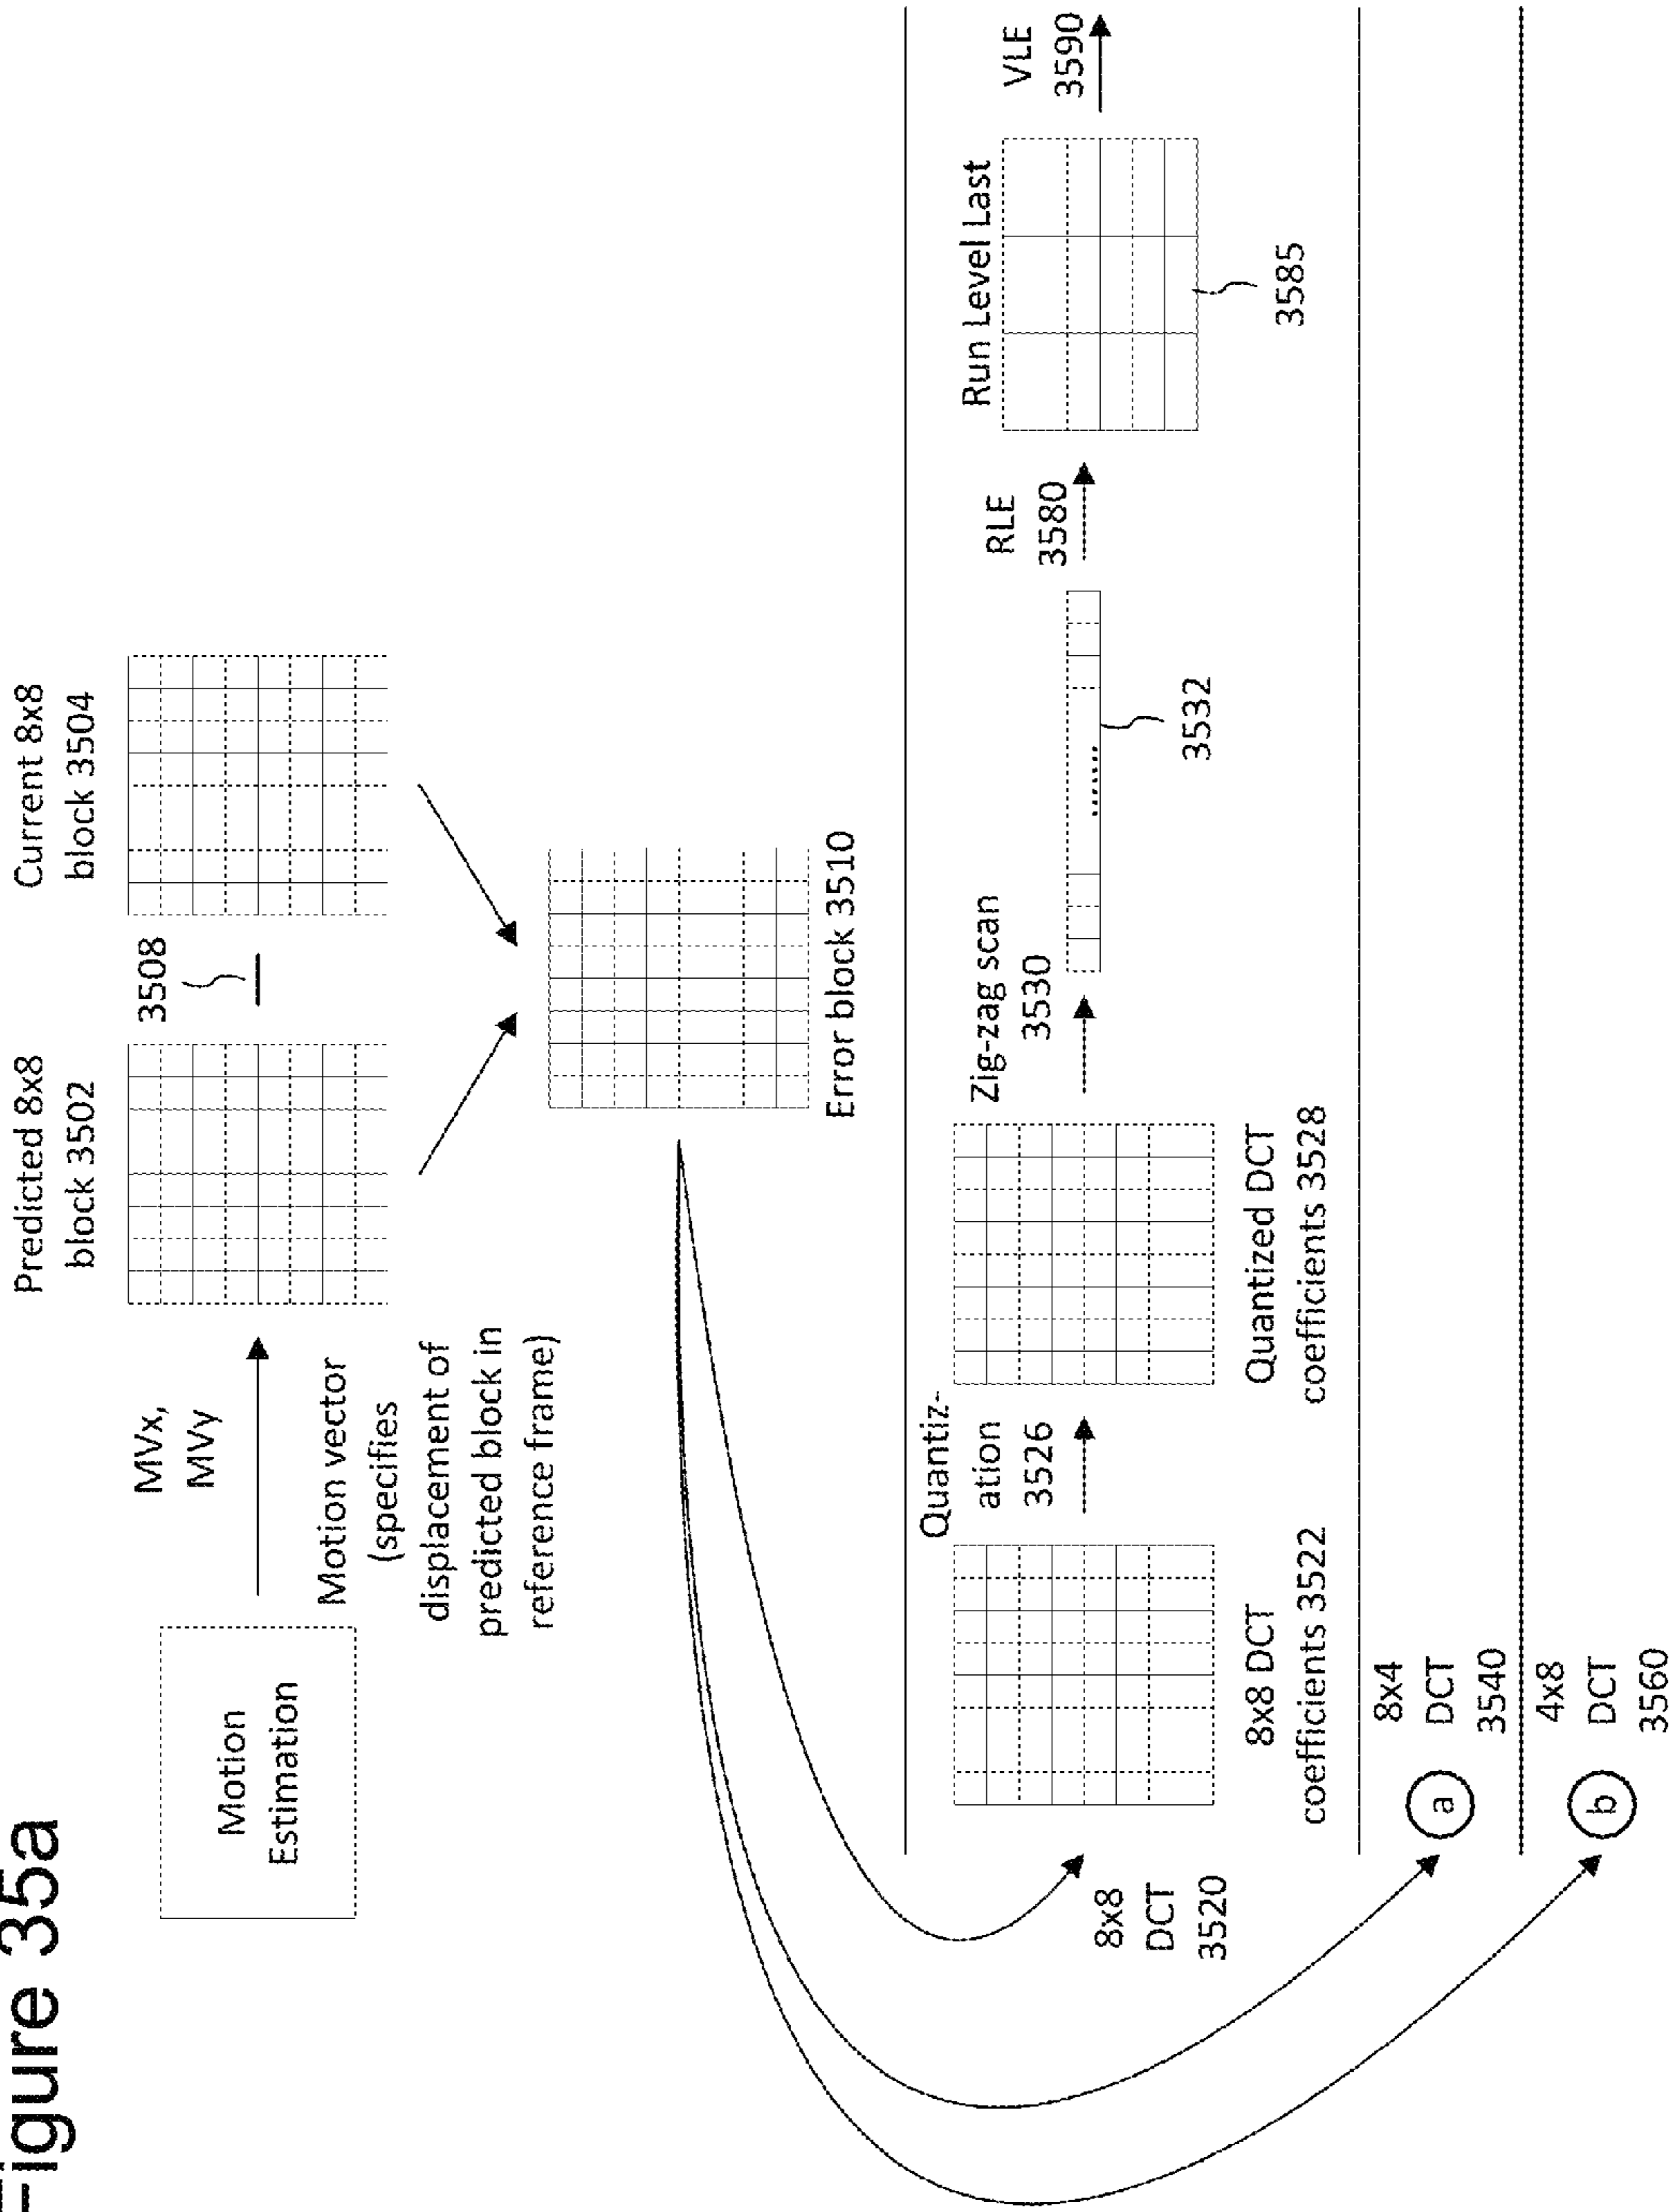 Figure 35a
Motion
Estimation
MVx,
MVy
Motion vector
(specifies
displacement of
predicted block in
reference frame)
Predicted 8x8
block 3502
3508
Current 8x8
block 3504
Error block 3510
8x8
DCT
3520
8x8 DCT
coefficients 3522
Quantiz-
ation
3526
Quantized DCT
coefficients 3528
Zig-zag scan
3530
3532
RLE
3580
Run Level Last
3585
VLE
3590
a
8x4
DCT
3540
b
4x8
DCT
3560